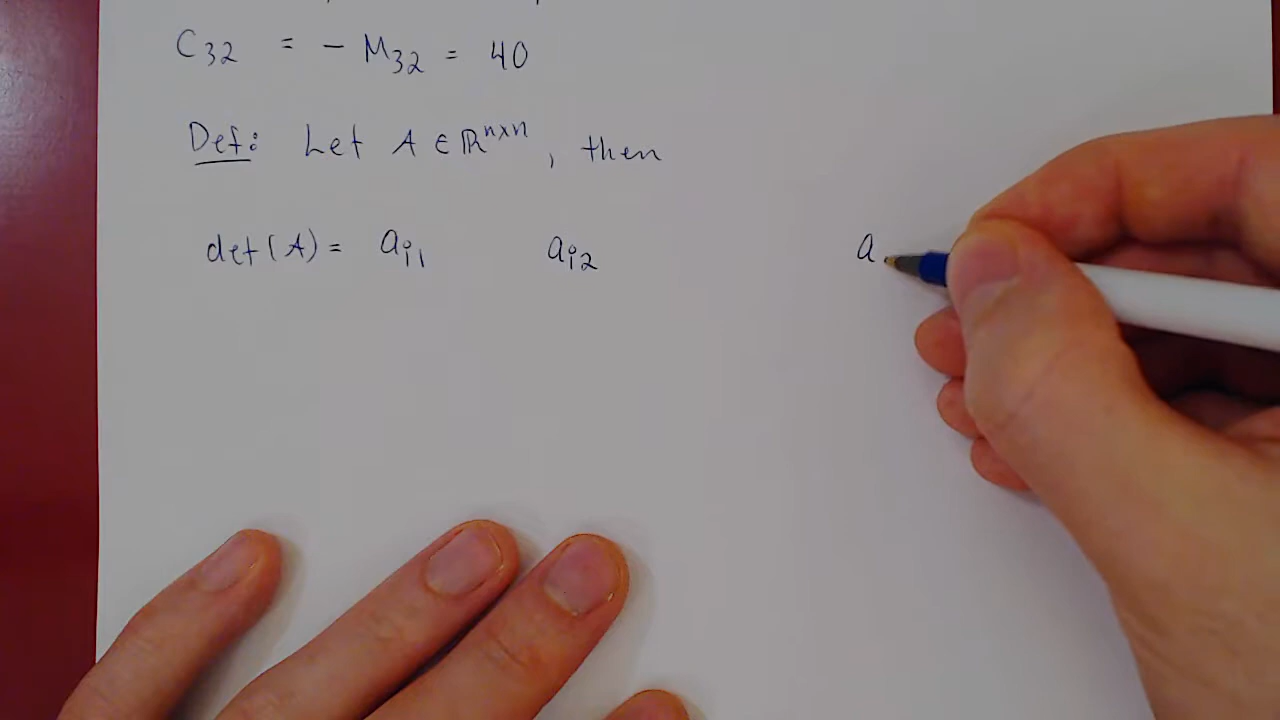 C₃₂ = - M₃₂ = 40
Def: Let A ∈ ℝⁿˣⁿ, then
det(A) = aᵢ₁ aᵢ₂ a